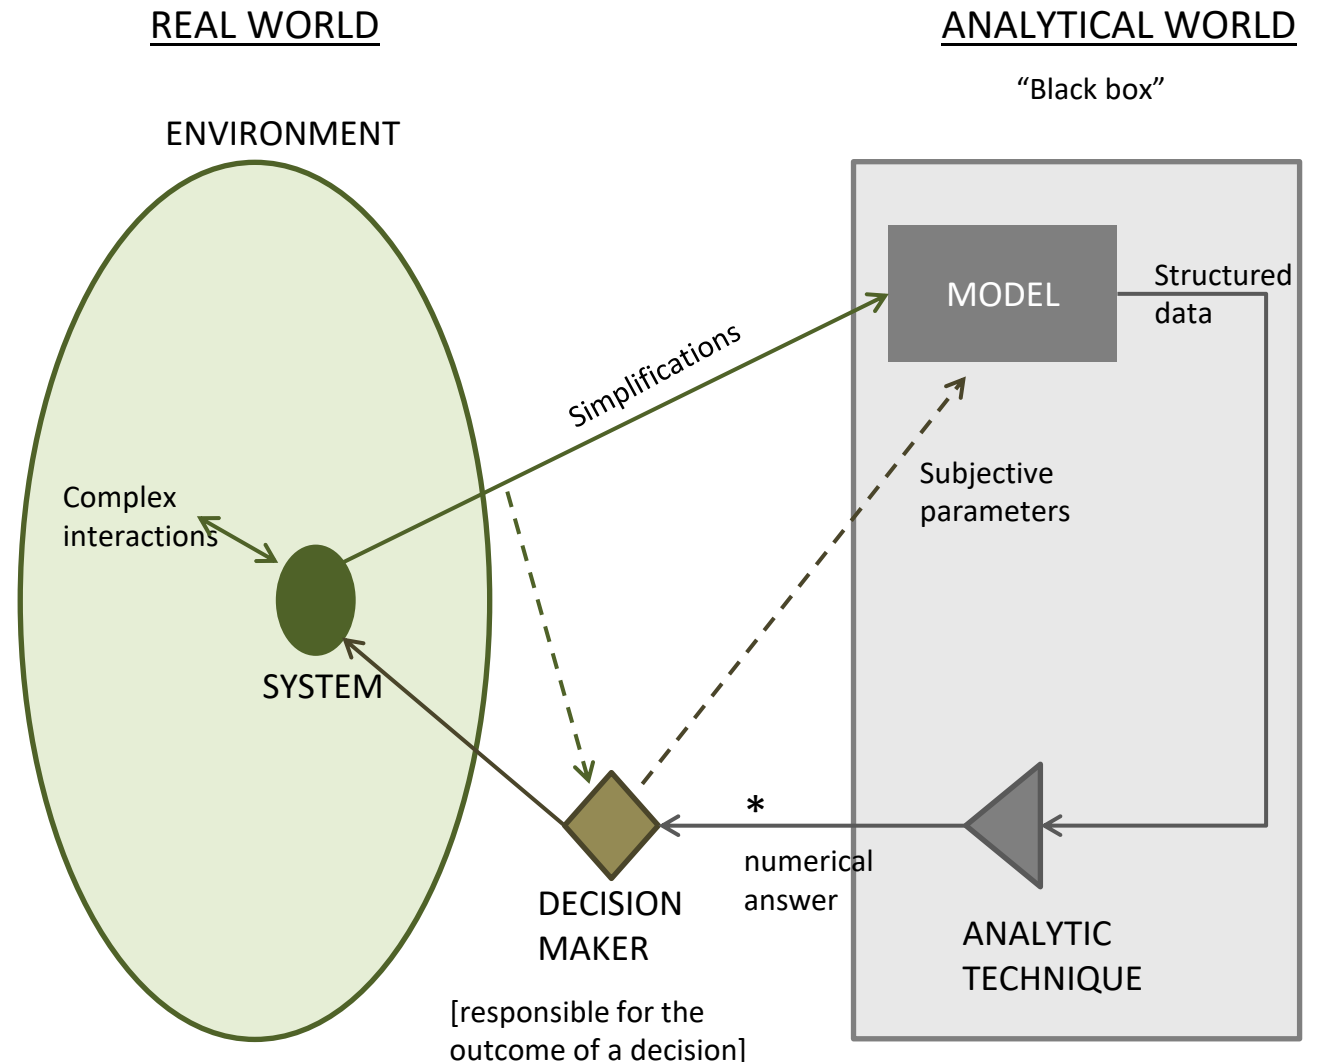 REAL WORLD
ANALYTICAL WORLD
“Black box”
ENVIRONMENT
MODEL
Structured
data
Simplifications
Complex
interactions
Subjective
parameters
SYSTEM
*
numerical
answer
DECISION
MAKER
[responsible for the
outcome of a decision]
ANALYTIC
TECHNIQUE